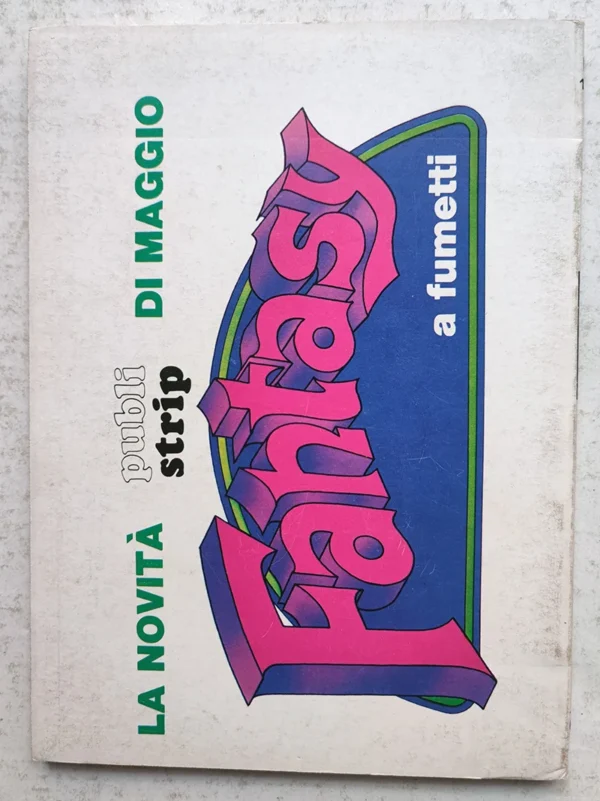 LA NOVITÀ publi strip DI MAGGIO
Fantasy
a fumetti